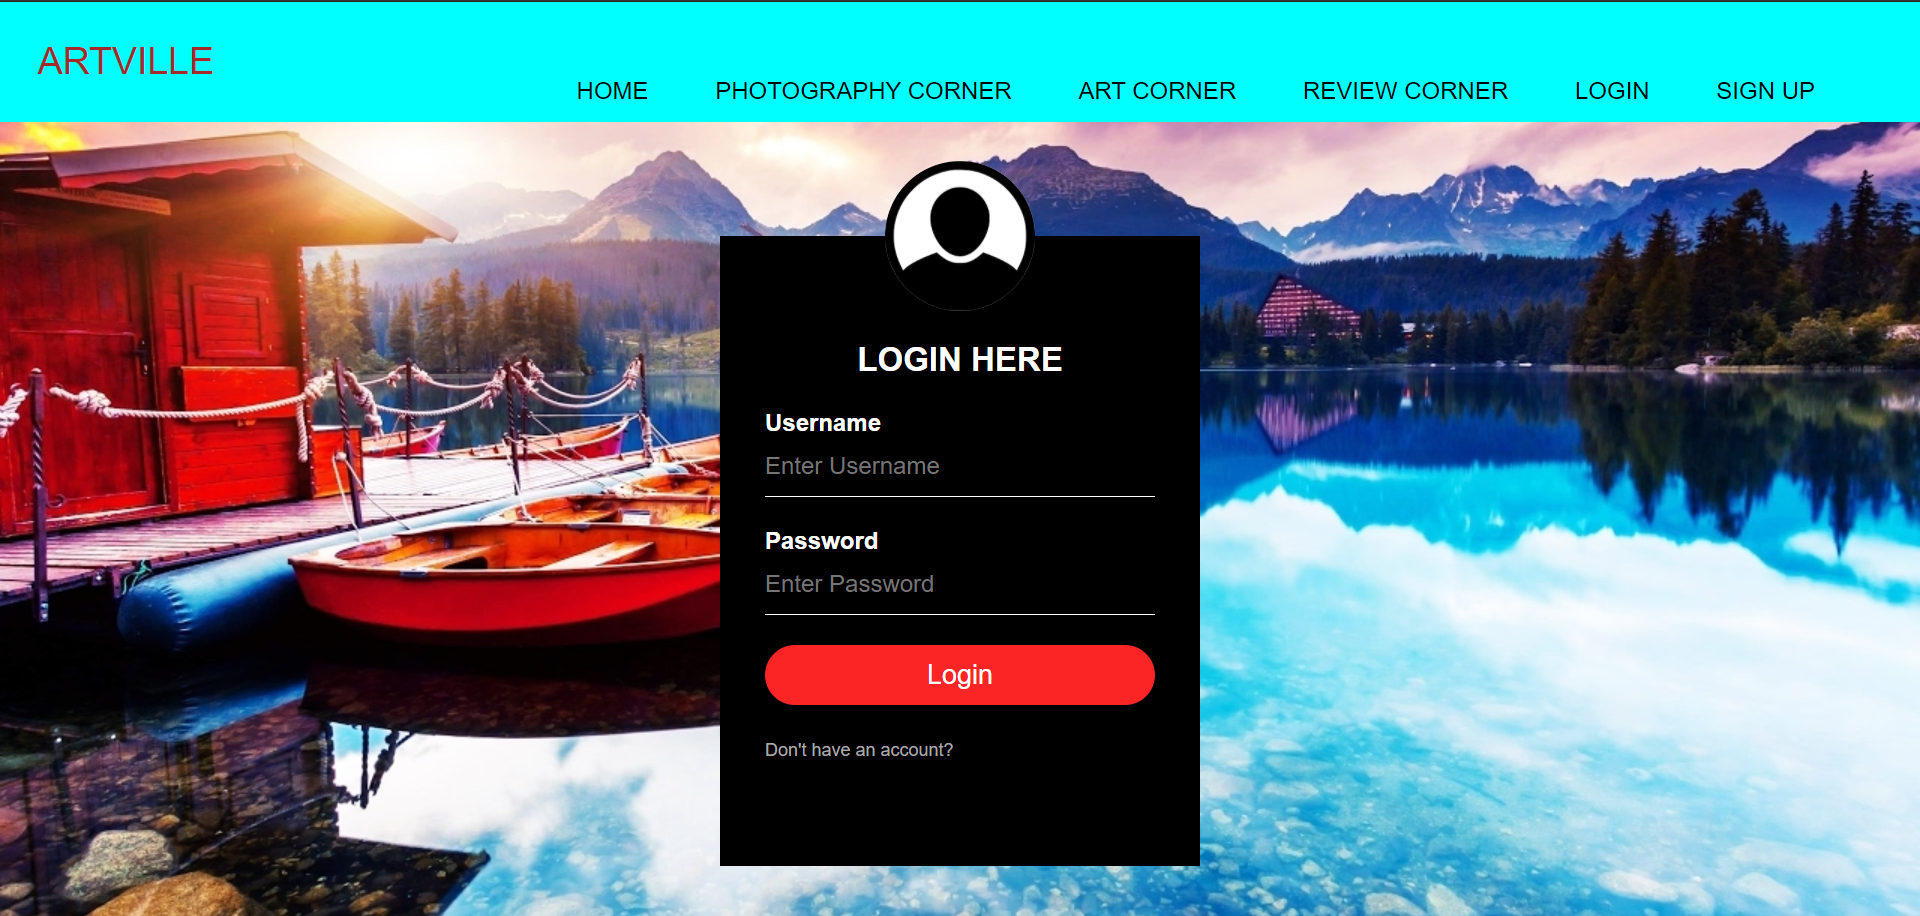 ARTVILLE
HOME PHOTOGRAPHY CORNER ART CORNER REVIEW CORNER LOGIN SIGN UP
LOGIN HERE
Username
Enter Username
Password
Enter Password
Login
Don't have an account?